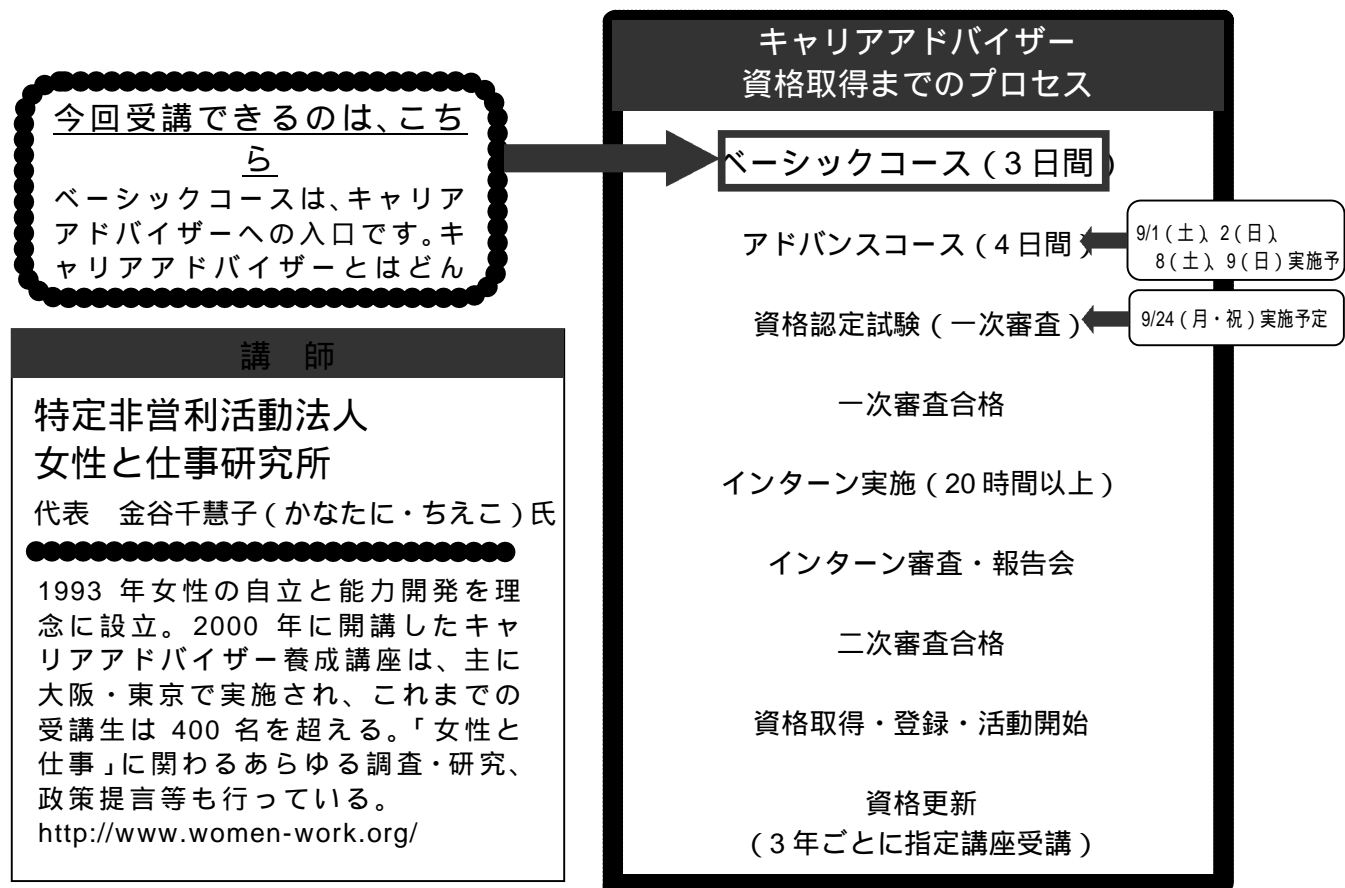 今回受講できるのは、こち
ら
ベーシックコースは、キャリア
アドバイザーへの入口です。キ
ャリアアドバイザーとはどん
講 師
特定非営利活動法人
女性と仕事研究所
代表 金谷千慧子(かなたに・ちえこ)氏
1993 年女性の自立と能力開発を理
念に設立。2000 年に開講したキャ
リアアドバイザー養成講座は、主に
大阪・東京で実施され、これまでの
受講生は 400 名を超える。「女性と
仕事」に関わるあらゆる調査・研究、
政策提言等も行っている。
http://www.women-work.org/
キャリアアドバイザー
資格取得までのプロセス
ベーシックコース(3日間)
アドバンスコース(4日間)
9/1(土)、2(日)、
8(土)、9(日)実施予
資格認定試験(一次審査)
9/24(月・祝)実施予定
一次審査合格
インターン実施(20時間以上)
インターン審査・報告会
二次審査合格
資格取得・登録・活動開始
資格更新
(3年ごとに指定講座受講)